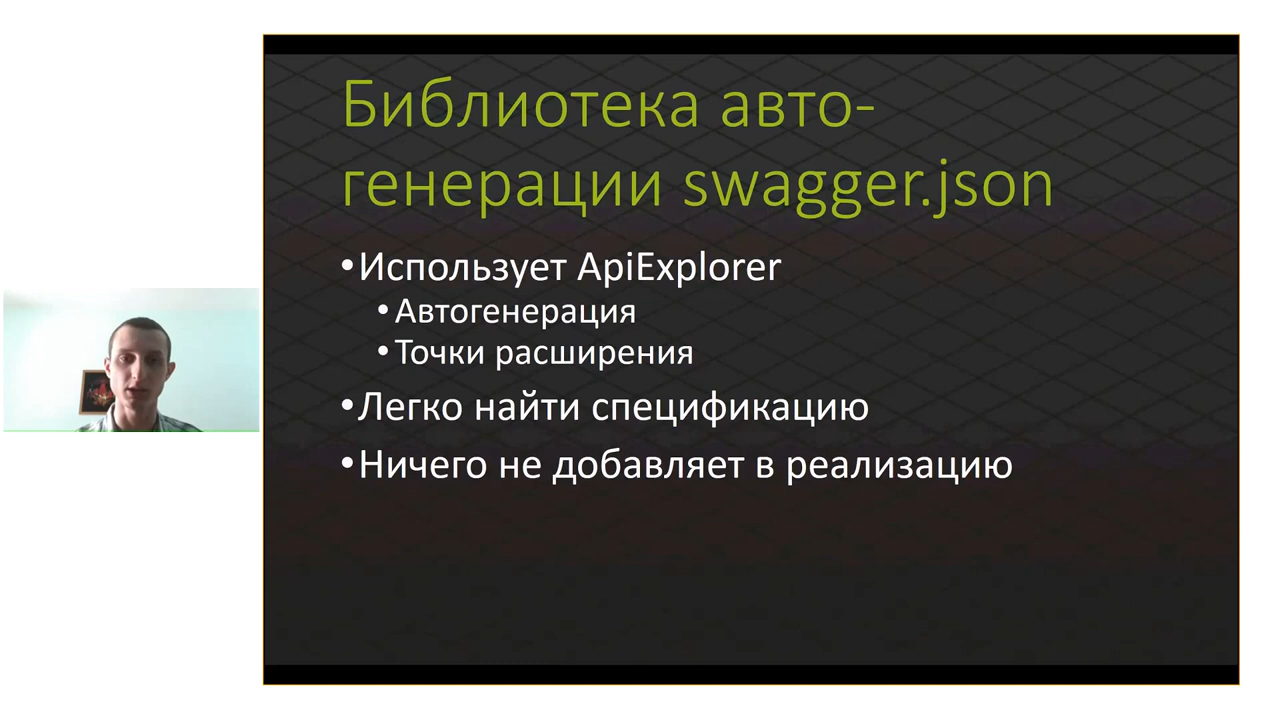 Библиотека авто-
генерации swagger.json
•Использует ApiExplorer
•Автогенерация
•Точки расширения
•Легко найти спецификацию
•Ничего не добавляет в реализацию